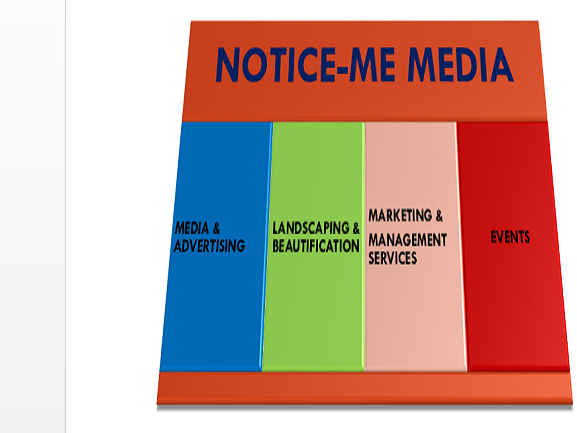 NOTICE-ME MEDIA
MEDIA &
ADVERTISING
LANDSCAPING &
BEAUTIFICATION
MARKETING &
MANAGEMENT
SERVICES
EVENTS